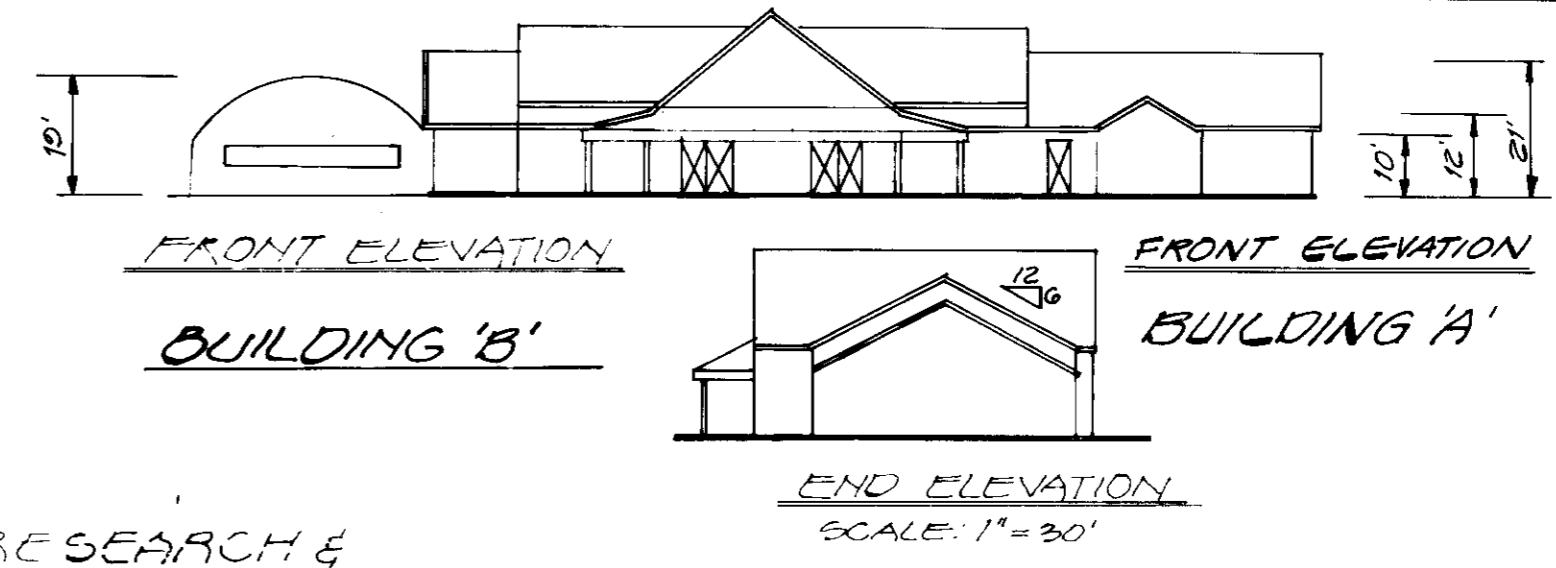 19'
10'
12'
21'
FRONT ELEVATION
BUILDING 'B'
FRONT ELEVATION
BUILDING 'A'
12
6
END ELEVATION
SCALE: 1"=30'
RESEARCH &